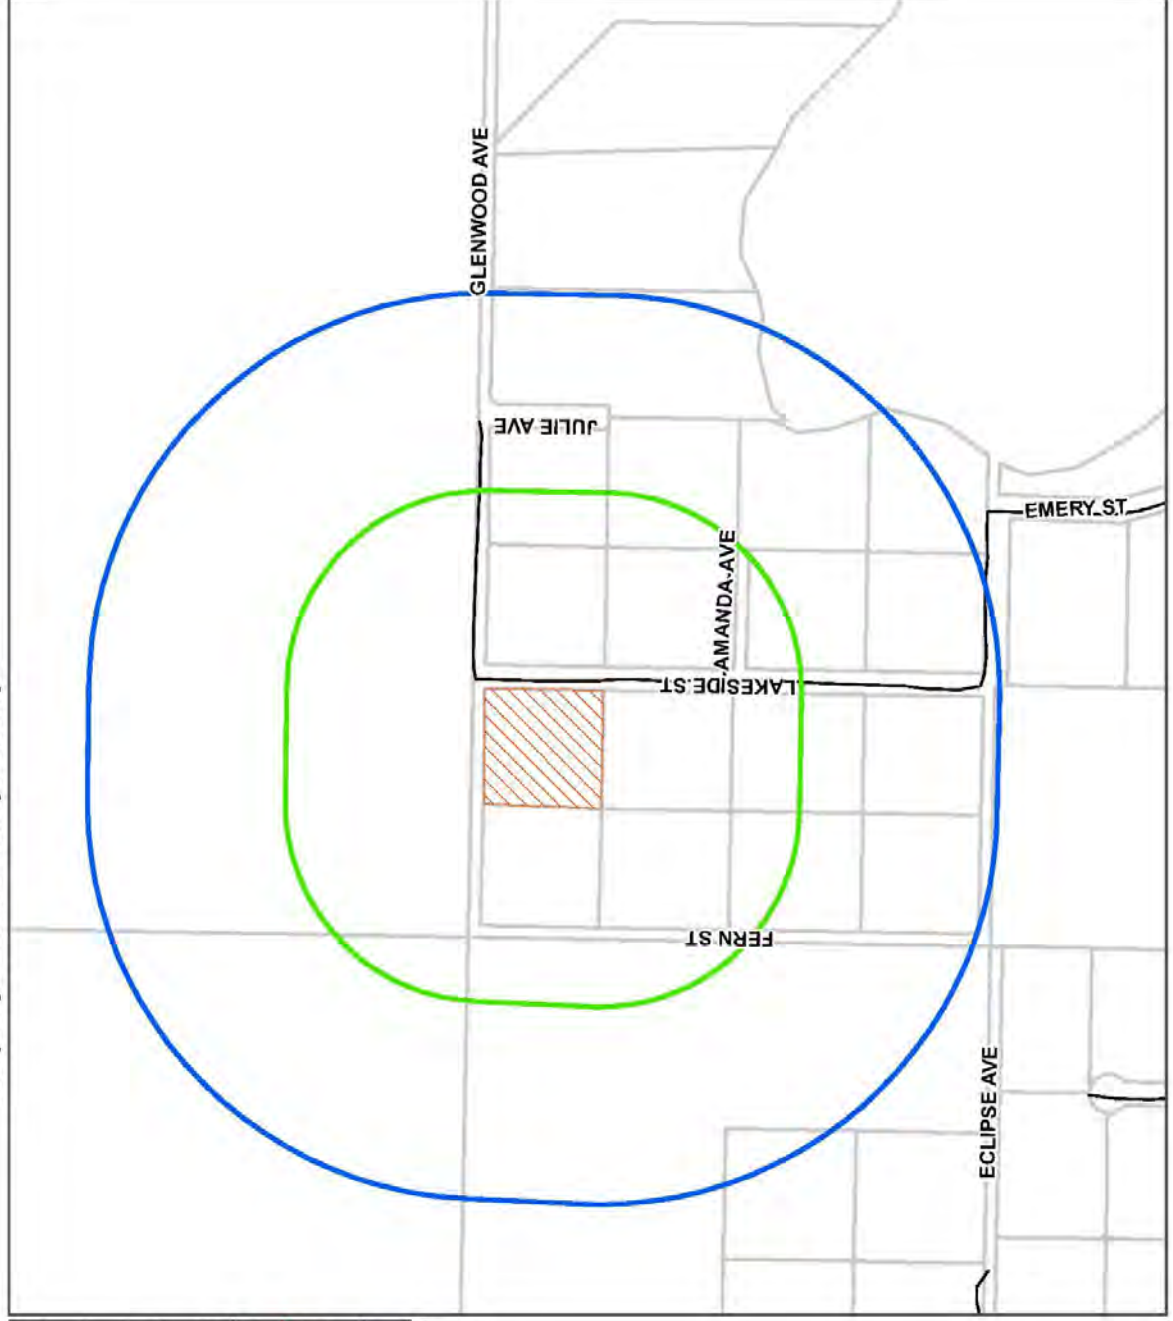 GLENWOOD AVE
JULIE AVE
EMERY ST
AMANDA AVE
LAKESIDE ST
FERN ST
ECLIPSE AVE